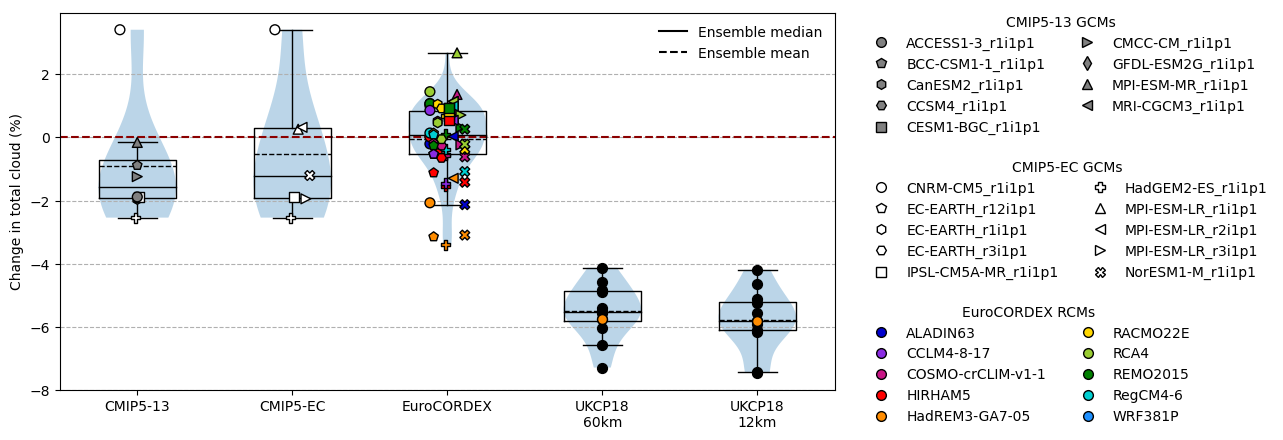 Change in total cloud (%)
2
0
−2
−4
−6
−8
Ensemble median
Ensemble mean
CMIP5-13
CMIP5-EC
EuroCORDEX
UKCP18
60km
UKCP18
12km
CMIP5-13 GCMs
ACCESS1-3_r1i1p1
BCC-CSM1-1_r1i1p1
CanESM2_r1i1p1
CCSM4_r1i1p1
CESM1-BGC_r1i1p1
CMCC-CM_r1i1p1
GFDL-ESM2G_r1i1p1
MPI-ESM-MR_r1i1p1
MRI-CGCM3_r1i1p1
CMIP5-EC GCMs
CNRM-CM5_r1i1p1
EC-EARTH_r12i1p1
EC-EARTH_r1i1p1
EC-EARTH_r3i1p1
IPSL-CM5A-MR_r1i1p1
HadGEM2-ES_r1i1p1
MPI-ESM-LR_r1i1p1
MPI-ESM-LR_r2i1p1
MPI-ESM-LR_r3i1p1
NorESM1-M_r1i1p1
EuroCORDEX RCMs
ALADIN63
CCLM4-8-17
COSMO-crCLIM-v1-1
HIRHAM5
HadREM3-GA7-05
RACMO22E
RCA4
REMO2015
RegCM4-6
WRF381P